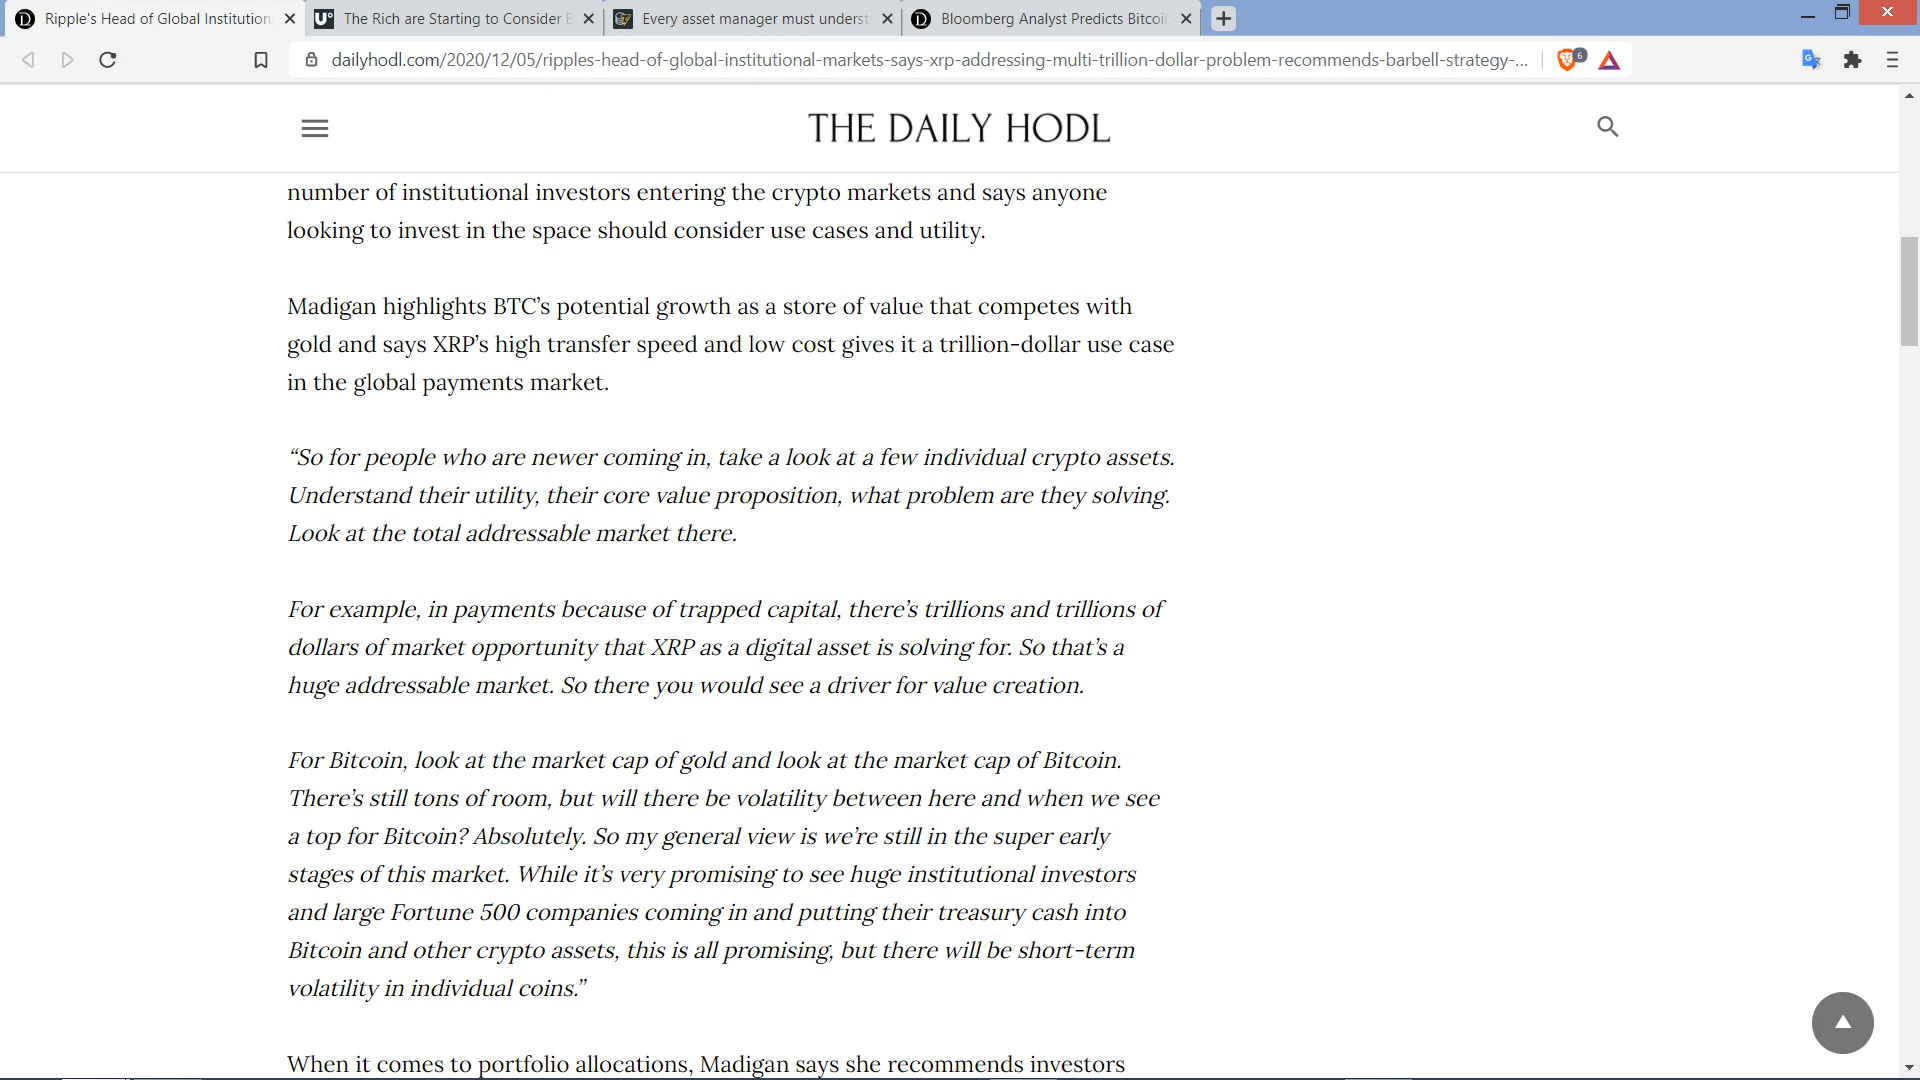 Ripple's Head of Global Institution
The Rich are Starting to Consider
Every asset manager must underst
Bloomberg Analyst Predicts Bitcoin
dailyhodl.com/2020/12/05/ripples-head-of-global-institutional-markets-says-xrp-addressing-multi-trillion-dollar-problem-recommends-barbell-strategy-...
6
THE DAILY HODL
number of institutional investors entering the crypto markets and says anyone
looking to invest in the space should consider use cases and utility.
Madigan highlights BTC’s potential growth as a store of value that competes with
gold and says XRP’s high transfer speed and low cost gives it a trillion-dollar use case
in the global payments market.
“So for people who are newer coming in, take a look at a few individual crypto assets.
Understand their utility, their core value proposition, what problem are they solving.
Look at the total addressable market there.
For example, in payments because of trapped capital, there’s trillions and trillions of
dollars of market opportunity that XRP as a digital asset is solving for. So that’s a
huge addressable market. So there you would see a driver for value creation.
For Bitcoin, look at the market cap of gold and look at the market cap of Bitcoin.
There’s still tons of room, but will there be volatility between here and when we see
a top for Bitcoin? Absolutely. So my general view is we’re still in the super early
stages of this market. While it’s very promising to see huge institutional investors
and large Fortune 500 companies coming in and putting their treasury cash into
Bitcoin and other crypto assets, this is all promising, but there will be short-term
volatility in individual coins.”
When it comes to portfolio allocations, Madigan says she recommends investors